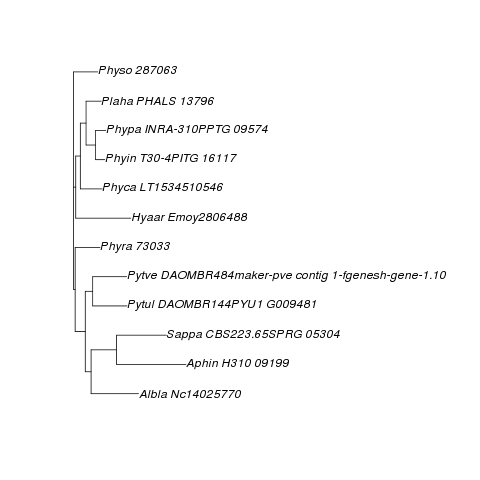 Physo 287063
Plaha PHALS 13796
Phypa INRA-310PPTG 09574
Phyin T30-4PITG 16117
Phyca LT1534510546
Hyaar Emoy2806488
Phyra 73033
Pytve DAOMBR484maker-pve contig 1-fgenesh-gene-1.10
Pytul DAOMBR144PYU1 G009481
Sappa CBS223.65SPRG 05304
Aphin H310 09199
Albla Nc14025770